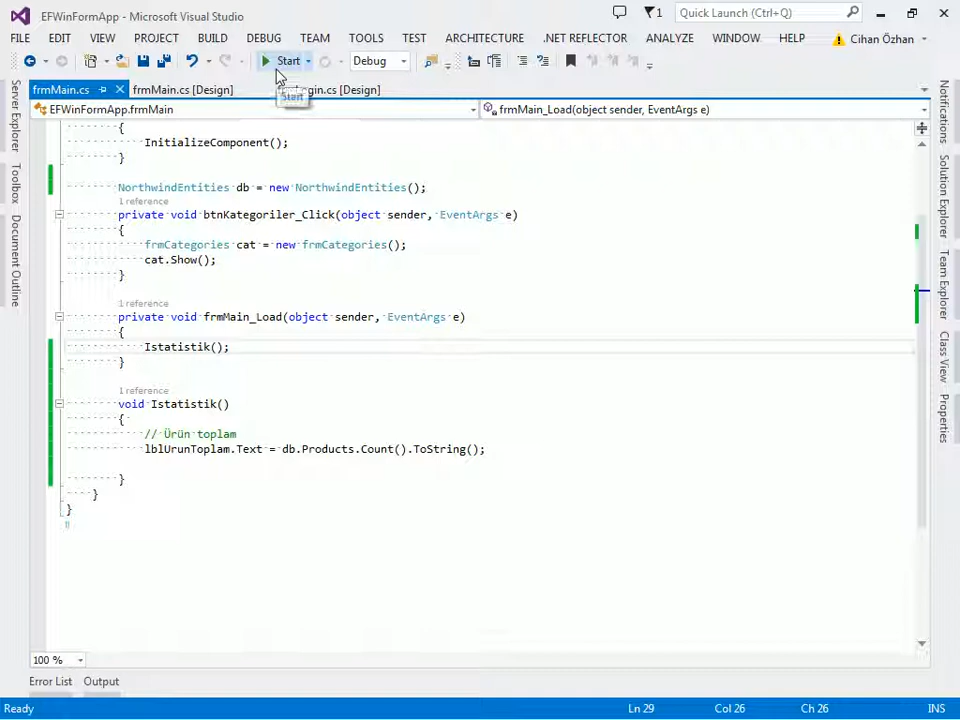 EFWinFormApp - Microsoft Visual Studio
1
Quick Launch (Ctrl+Q)
FILE EDIT VIEW PROJECT BUILD DEBUG TEAM TOOLS TEST ARCHITECTURE .NET REFLECTOR ANALYZE WINDOW HELP Cihan Özhan
Start Debug
frmMain.cs frmMain.cs [Design] ogin.cs [Design]
Start
EFWinFormApp.frmMain frmMain_Load(object sender, EventArgs e)
{
InitializeComponent();
}
NorthwindEntities db = new NorthwindEntities();
1 reference
private void btnKategoriler_Click(object sender, EventArgs e)
{
frmCategories cat = new frmCategories();
cat.Show();
}
1 reference
private void frmMain_Load(object sender, EventArgs e)
{
Istatistik();
}
1 reference
void Istatistik()
{
// Ürün toplam
lblUrunToplam.Text = db.Products.Count().ToString();
}
}
}
100 %
Error List Output
Ready Ln 29 Col 26 Ch 26 INS
Server Explorer
Toolbox
Document Outline
Notifications
Solution Explorer
Team Explorer
Class View
Properties